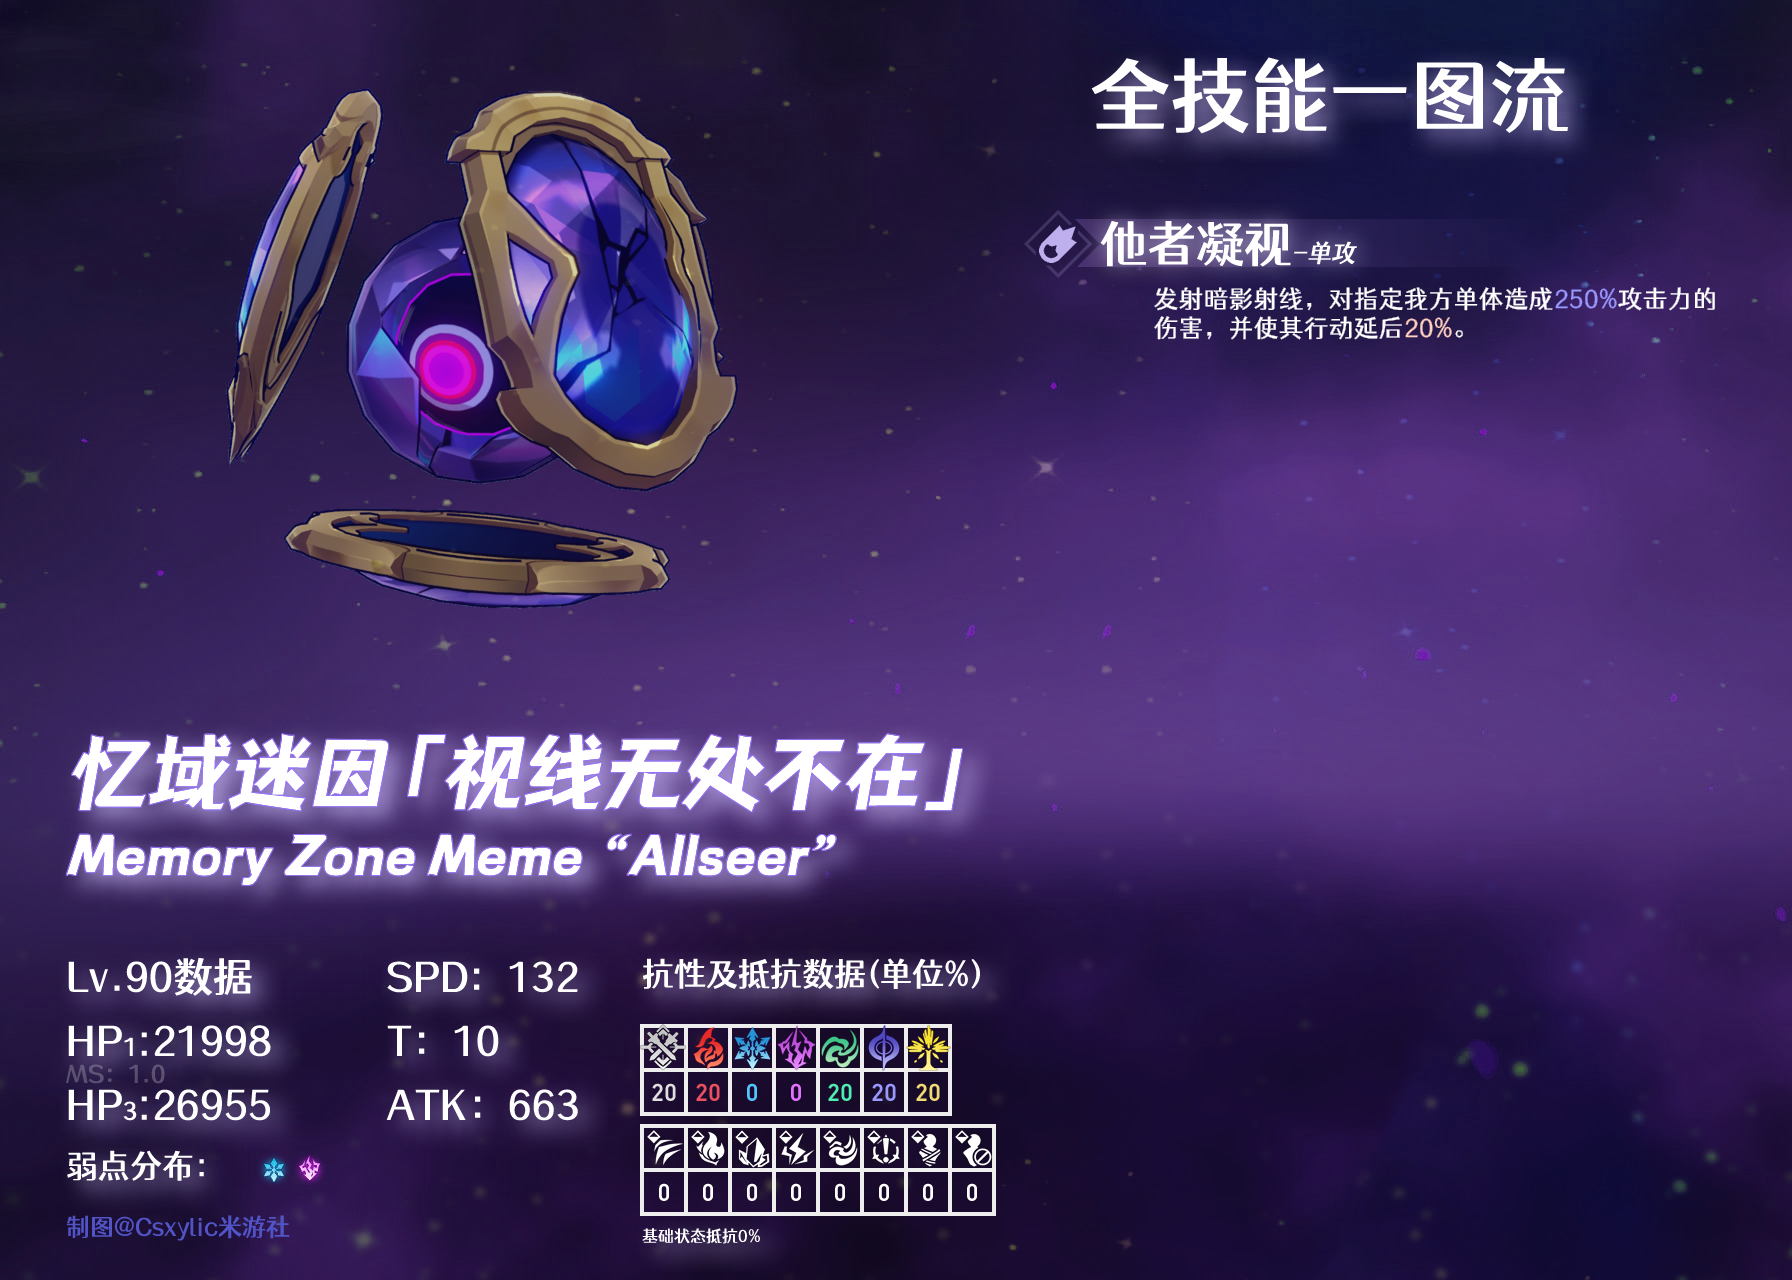 全技能一图流
他者凝视-单攻
发射暗影射线，对指定我方单体造成250%攻击力的
伤害，并使其行动延后20%。
忆域迷因「视线无处不在」
Memory Zone Meme “Allseer”
Lv.90数据
SPD: 132
HP1:21998
T: 10
MS: 1.0
HP3:26955
ATK: 663
弱点分布:
制图@Csxylic米游社
抗性及抵抗数据(单位%)
20 20 0 0 20 20 20
0 0 0 0 0 0 0 0
基础状态抵抗0%